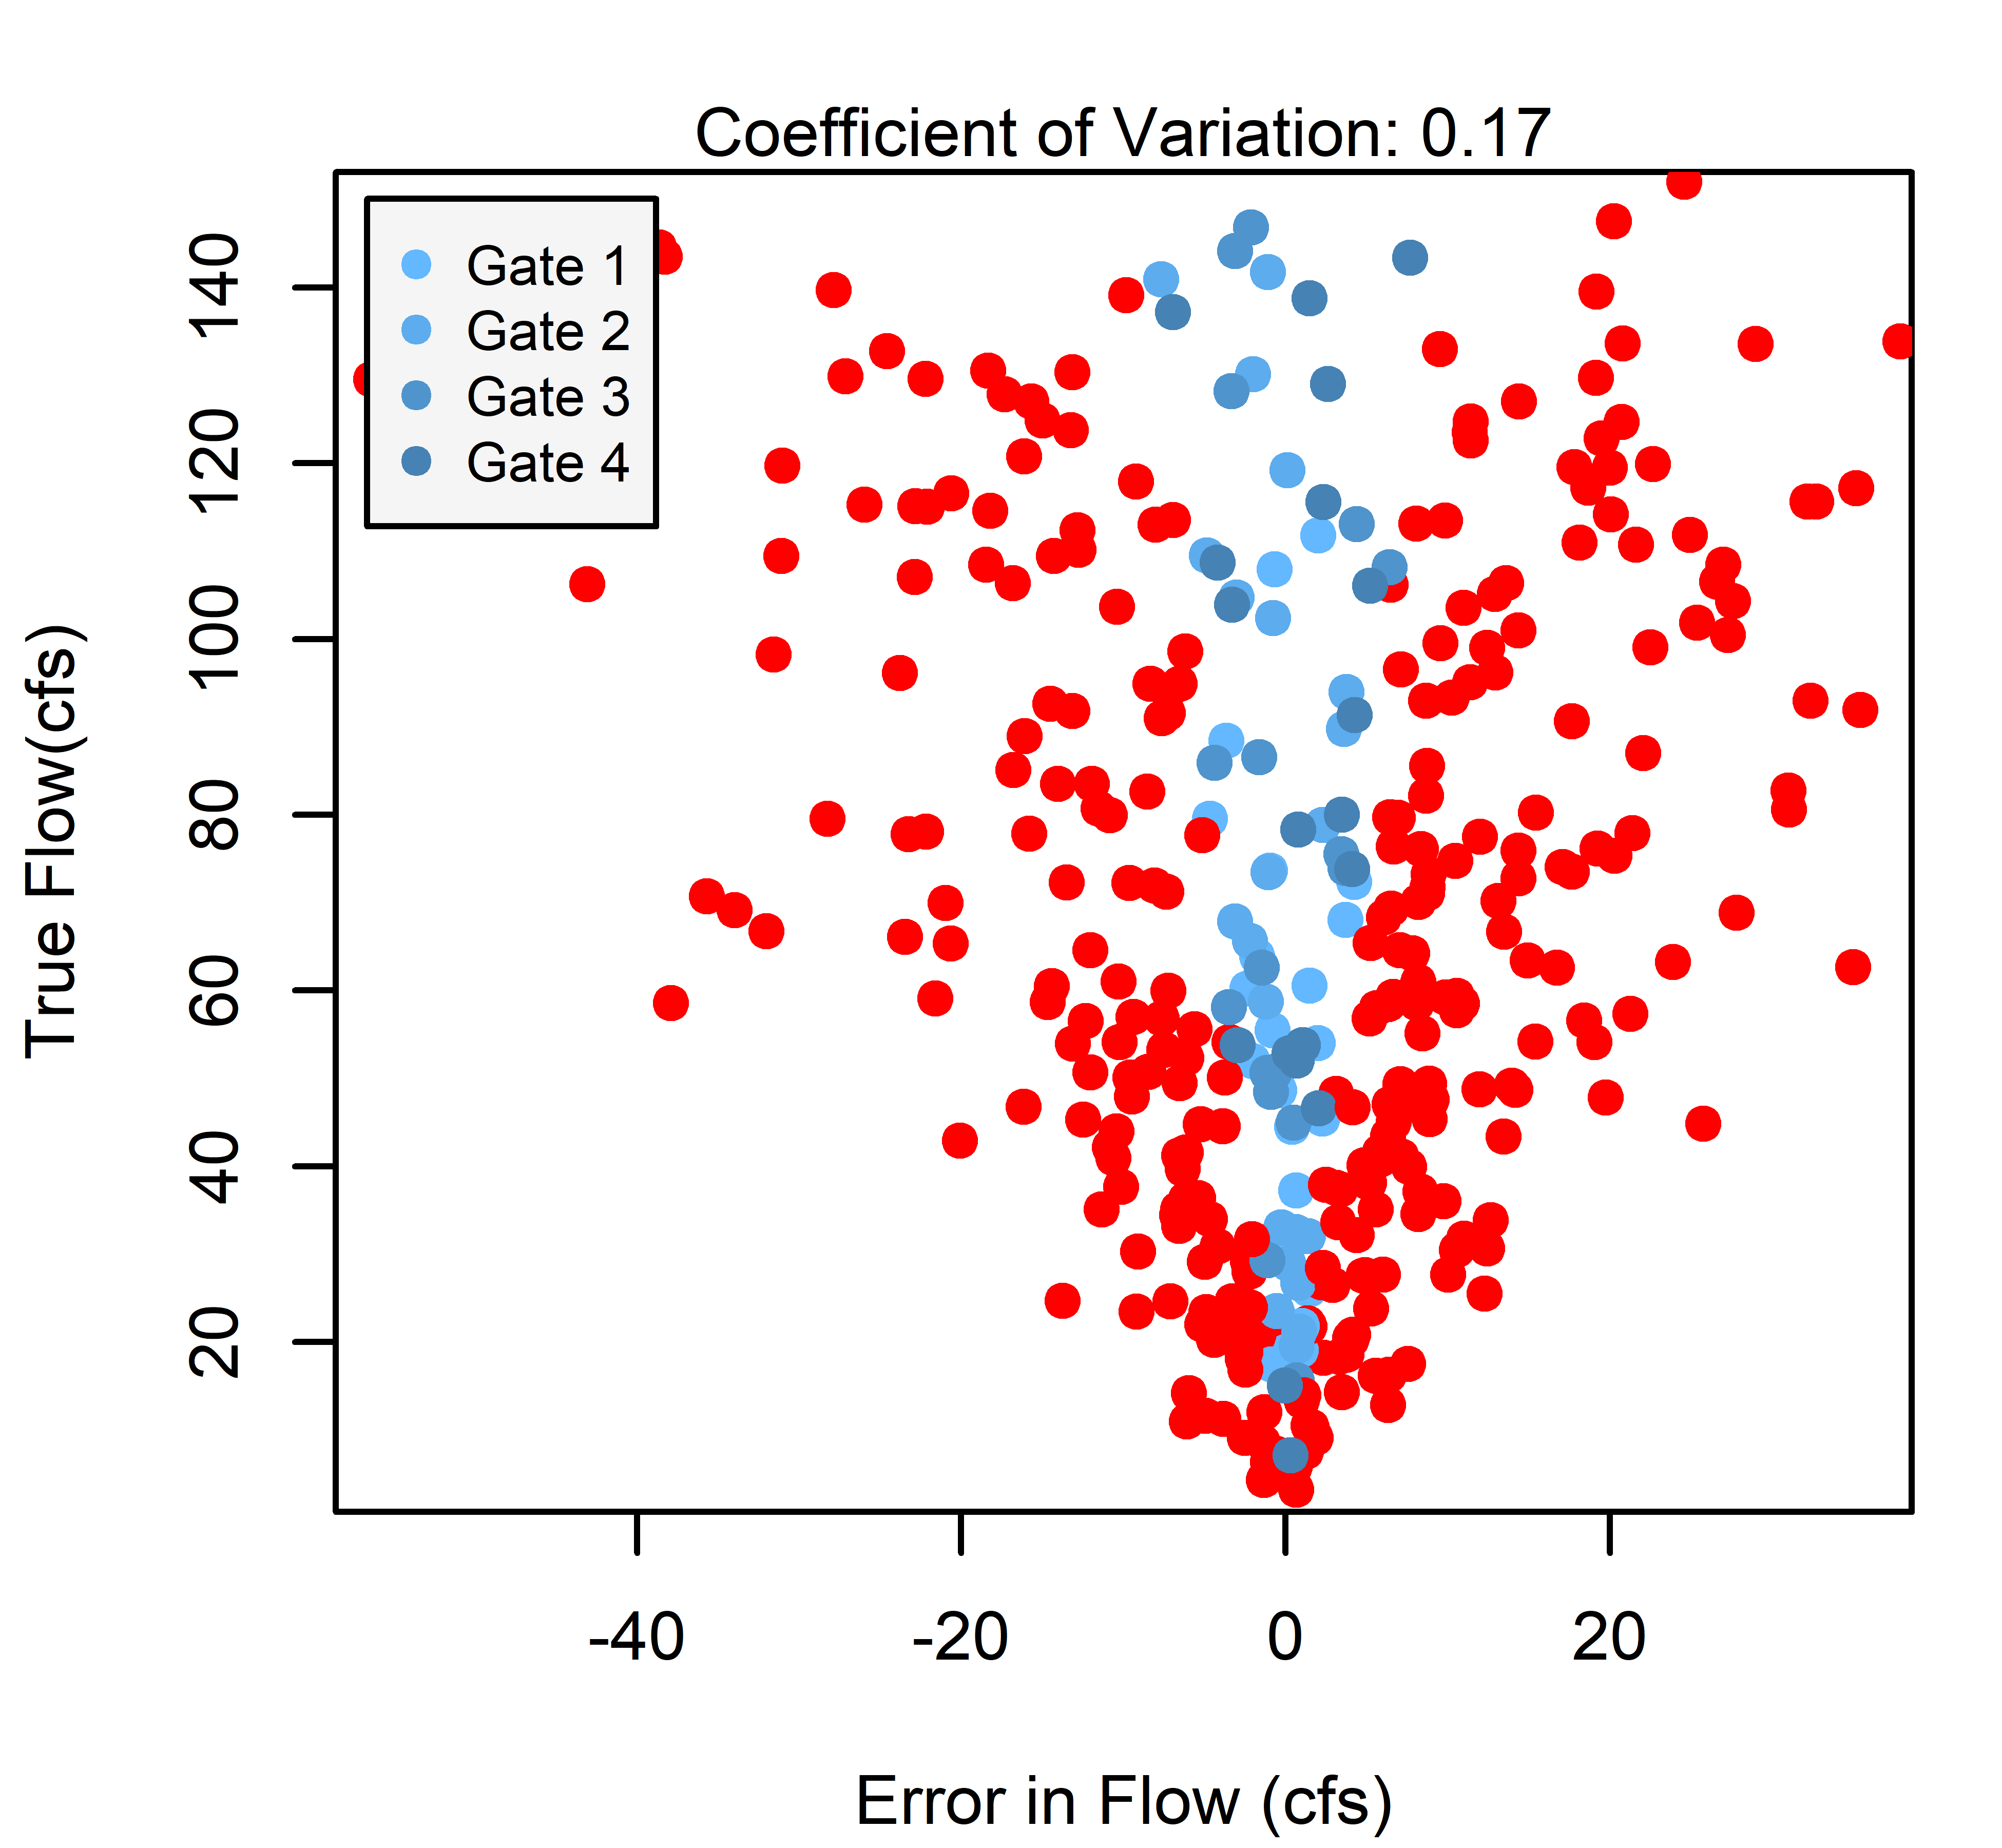 Coefficient of Variation: 0.17
Gate 1
Gate 2
Gate 3
Gate 4
True Flow(cfs)
140
120
100
80
60
40
20
-40 -20 0 20
Error in Flow (cfs)